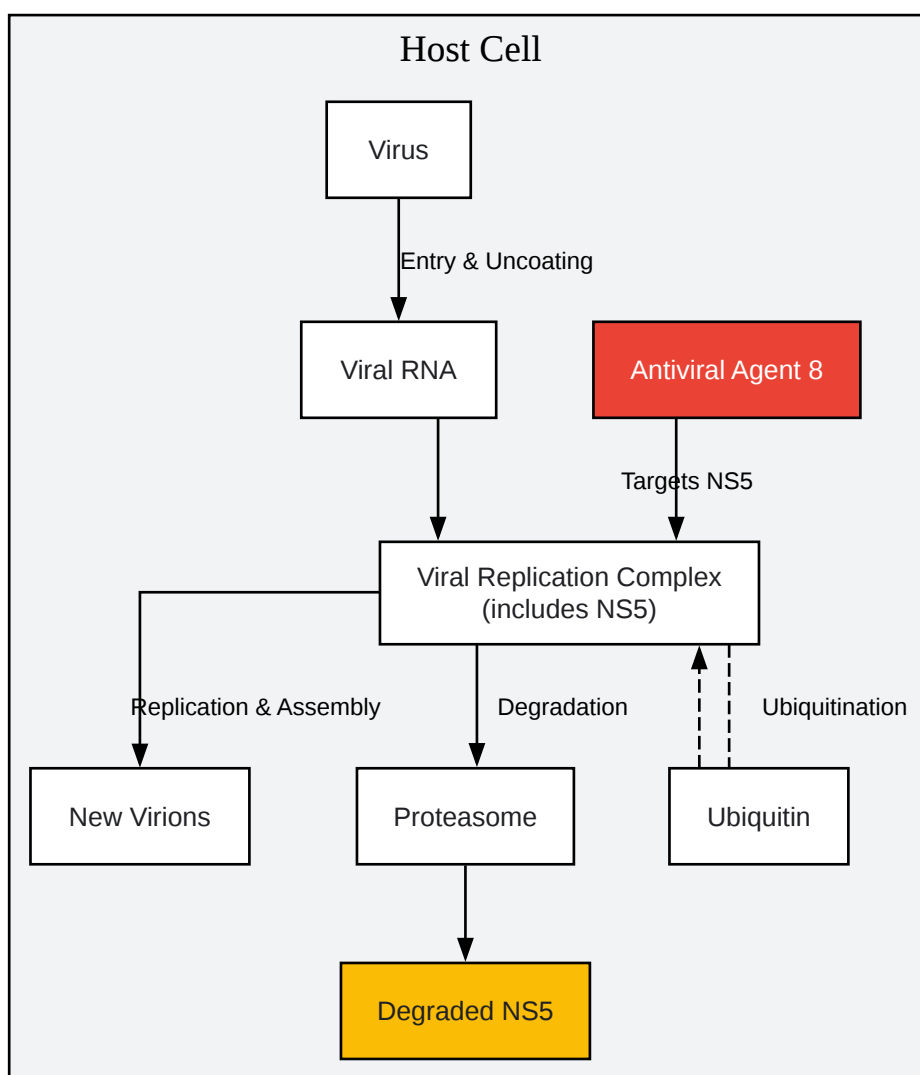 Host Cell
Virus
Entry & Uncoating
Viral RNA
Antiviral Agent 8
Targets NS5
Viral Replication Complex
(includes NS5)
Replication & Assembly
Degradation
Ubiquitination
New Virions
Proteasome
Ubiquitin
Degraded NS5